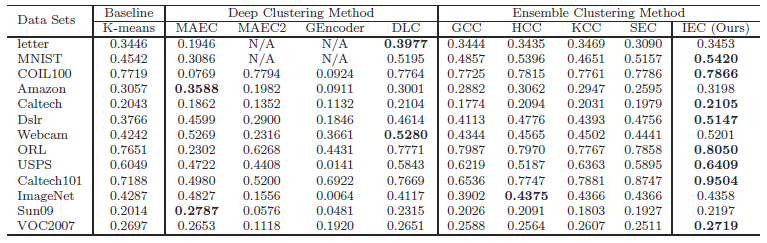 Data Sets Baseline Deep Clustering Method Ensemble Clustering Method
K-means MAEC MAEC2 GEncoder DLC GCC HCC KCC SEC IEC (Ours)
letter 0.3446 0.1946 N/A N/A 0.3977 0.3444 0.3435 0.3469 0.3090 0.3453
MNIST 0.4542 0.3086 N/A N/A 0.5195 0.4857 0.5396 0.4651 0.5157 0.5420
COIL100 0.7719 0.0769 0.7794 0.0924 0.7764 0.7725 0.7815 0.7761 0.7786 0.7866
Amazon 0.3057 0.3588 0.1982 0.0911 0.3001 0.2882 0.3062 0.2947 0.2595 0.3198
Caltech 0.2043 0.1862 0.1352 0.1132 0.2104 0.1774 0.2094 0.2031 0.1979 0.2105
Dslr 0.3766 0.4599 0.2900 0.1846 0.4614 0.4113 0.4776 0.4393 0.4756 0.5147
Webcam 0.4242 0.5269 0.2316 0.3661 0.5280 0.4344 0.4565 0.4502 0.4441 0.5201
ORL 0.7651 0.2302 0.6268 0.4431 0.7771 0.7987 0.7970 0.7767 0.7858 0.8050
USPS 0.6049 0.4722 0.4408 0.0141 0.5843 0.6219 0.5187 0.6363 0.5895 0.6409
Caltech101 0.7188 0.4980 0.5200 0.6922 0.7669 0.6536 0.7747 0.7881 0.8747 0.9504
ImageNet 0.4287 0.4827 0.1556 0.0064 0.4117 0.3902 0.4375 0.4366 0.4366 0.4358
Sun09 0.2014 0.2787 0.0576 0.0481 0.2315 0.2026 0.2091 0.1803 0.1927 0.2197
VOC2007 0.2697 0.2653 0.1118 0.1920 0.2651 0.2588 0.2564 0.2607 0.2511 0.2719